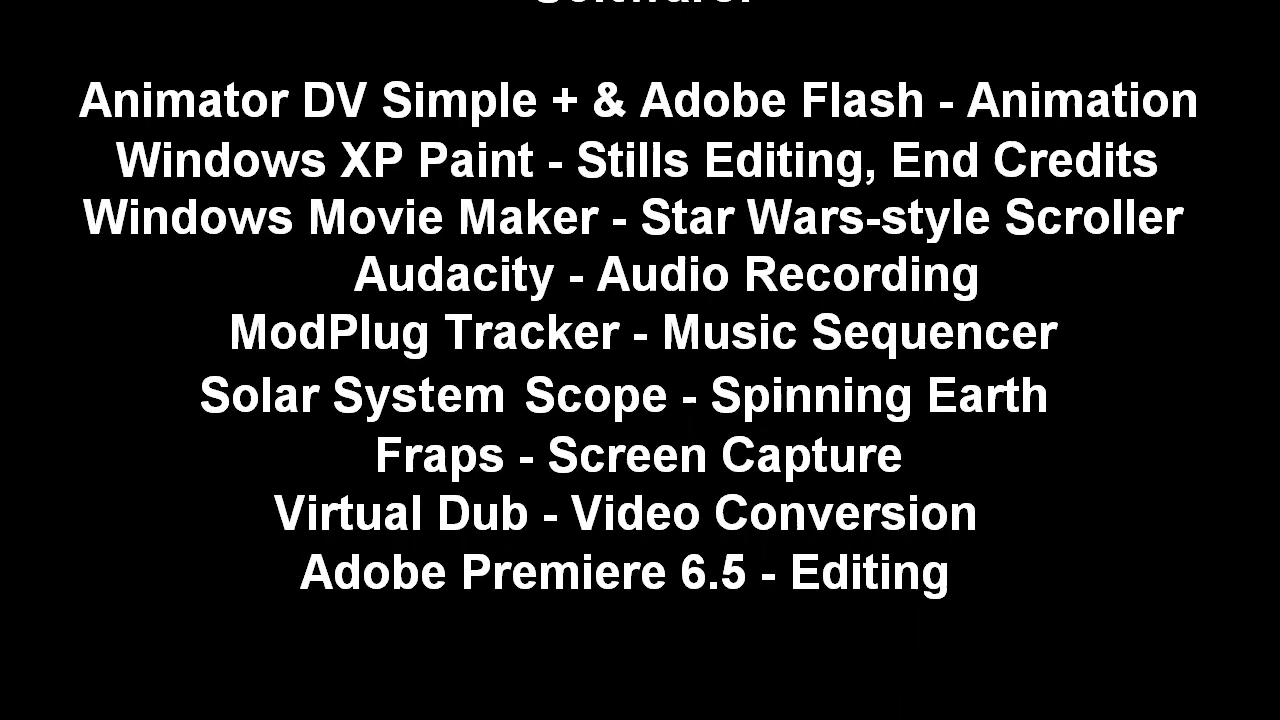 Software:
Animator DV Simple + & Adobe Flash - Animation
Windows XP Paint - Stills Editing, End Credits
Windows Movie Maker - Star Wars-style Scroller
Audacity - Audio Recording
ModPlug Tracker - Music Sequencer
Solar System Scope - Spinning Earth
Fraps - Screen Capture
Virtual Dub - Video Conversion
Adobe Premiere 6.5 - Editing